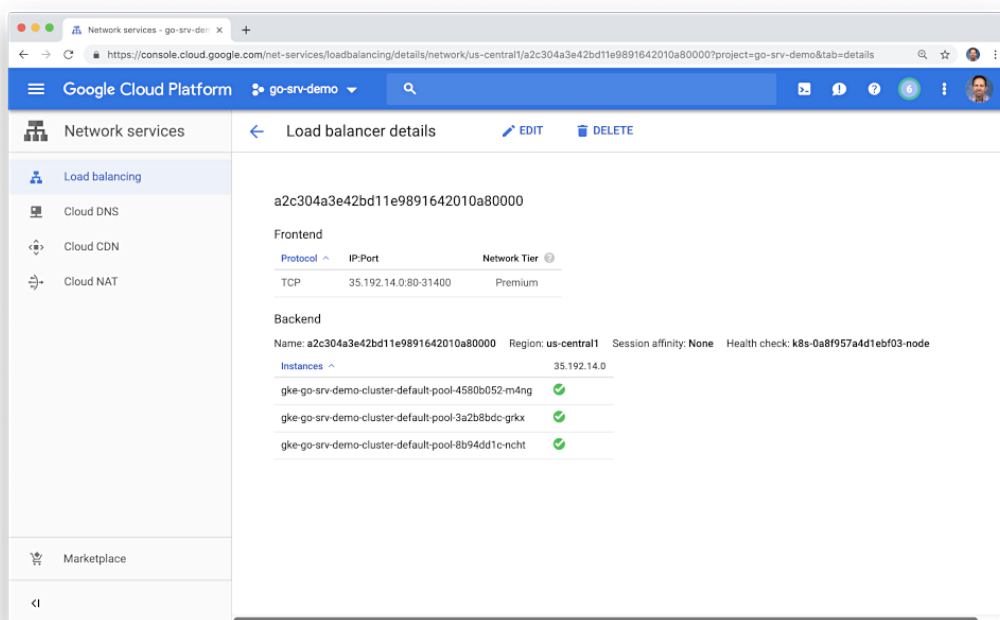 Network services - go-srv-der
https://console.cloud.google.com/net-services/loadbalancing/details/network/us-central1/a2c304a3e42bd11e9891642010a80000?project=go-srv-demo&tab=details
Google Cloud Platform go-srv-demo 6
Network services
Load balancer details EDIT DELETE
Load balancing
Cloud DNS
Cloud CDN
Cloud NAT
a2c304a3e42bd11e9891642010a80000
Frontend
Protocol IP:Port Network Tier
TCP 35.192.14.0:80-31400 Premium
Backend
Name: a2c304a3e42bd11e9891642010a80000 Region: us-central1 Session affinity: None Health check: k8s-0a8f957a4d1ebf03-node
Instances 35.192.14.0
gke-go-srv-demo-cluster-default-pool-4580b052-m4ng
gke-go-srv-demo-cluster-default-pool-3a2b8bdc-grkx
gke-go-srv-demo-cluster-default-pool-8b94dd1c-ncht
Marketplace